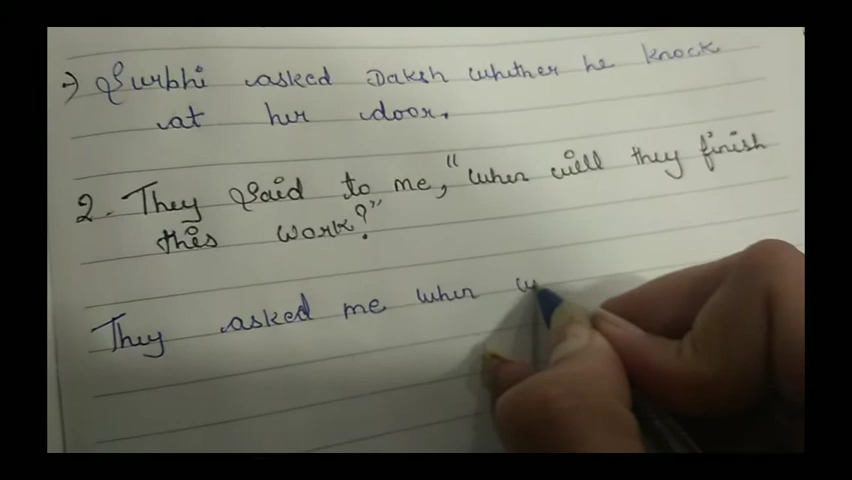 →) Surbhi asked Daksh whether he knock
at her door.
2. They said to me, "when will they finish
this work?"
They asked me when w